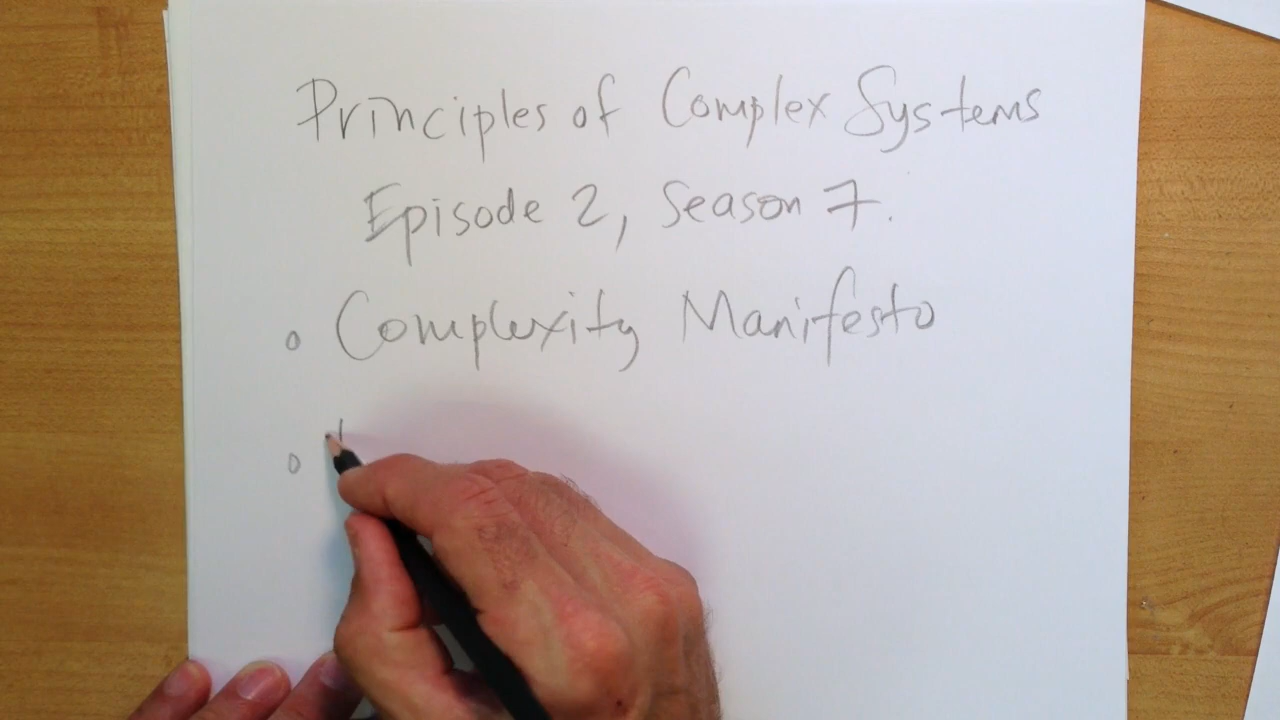 Principles of Complex Systems
Episode 2, Season 7.
Complexity Manifesto